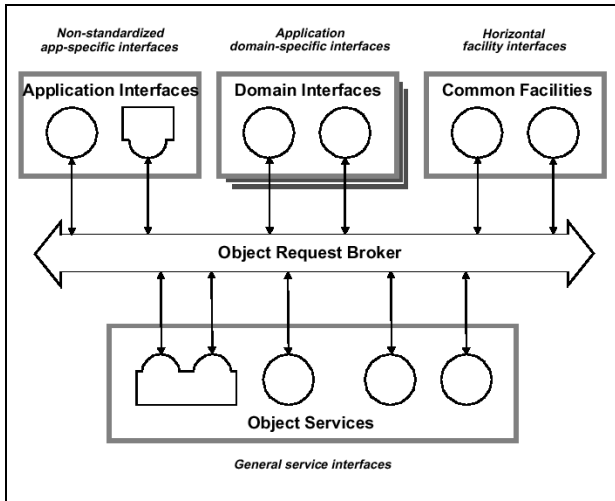 Non-standardized
app-specific interfaces
Application
domain-specific interfaces
Horizontal
facility interfaces
Application Interfaces
Domain Interfaces
Common Facilities
Object Request Broker
Object Services
General service interfaces